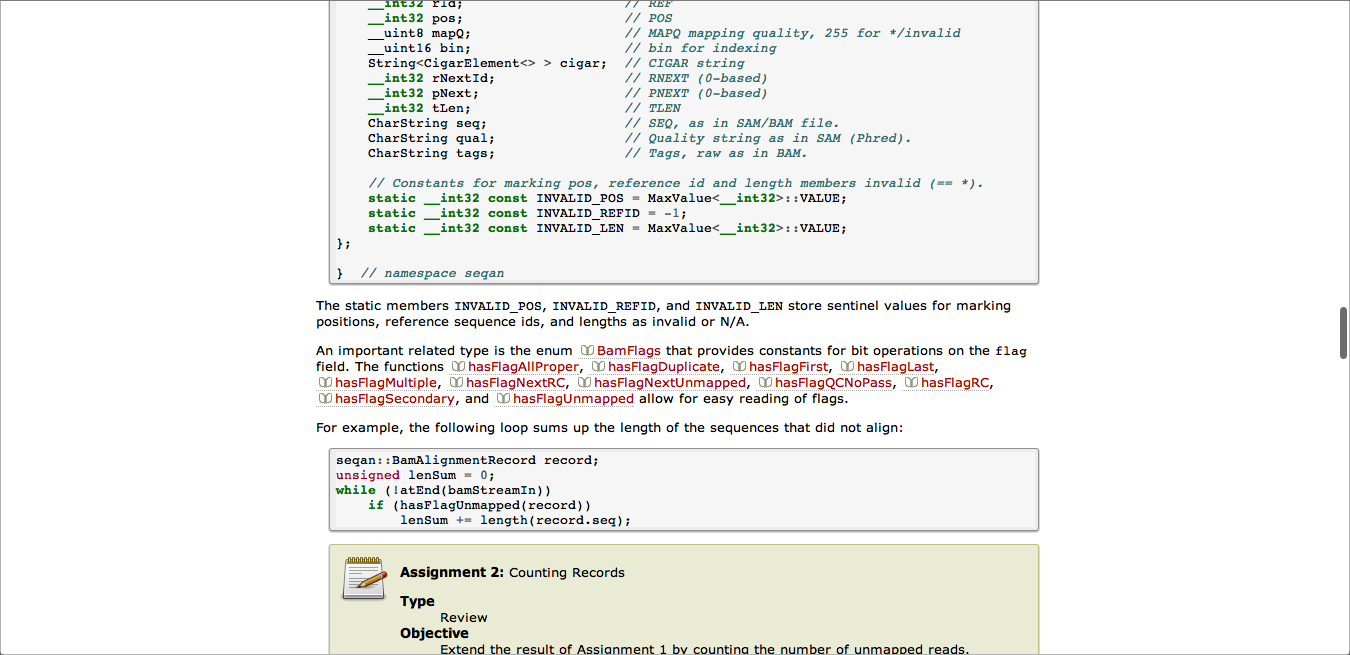 __int32 rId; // REF
__int32 pos; // POS
__uint8 mapQ; // MAPQ mapping quality, 255 for */invalid
__uint16 bin; // bin for indexing
String<CigarElement<> > cigar; // CIGAR string
__int32 rNextId; // RNEXT (0-based)
__int32 pNext; // PNEXT (0-based)
__int32 tLen; // TLEN
CharString seq; // SEQ, as in SAM/BAM file.
CharString qual; // Quality string as in SAM (Phred).
CharString tags; // Tags, raw as in BAM.
// Constants for marking pos, reference id and length members invalid (== *).
static __int32 const INVALID_POS = MaxValue<__int32>::VALUE;
static __int32 const INVALID_REFID = -1;
static __int32 const INVALID_LEN = MaxValue<__int32>::VALUE;
};
} // namespace seqan
The static members INVALID_POS, INVALID_REFID, and INVALID_LEN store sentinel values for marking
positions, reference sequence ids, and lengths as invalid or N/A.
An important related type is the enum BamFlags that provides constants for bit operations on the flag
field. The functions hasFlagAllProper, hasFlagDuplicate, hasFlagFirst, hasFlagLast,
hasFlagMultiple, hasFlagNextRC, hasFlagNextUnmapped, hasFlagQCNoPass, hasFlagRC,
hasFlagSecondary, and hasFlagUnmapped allow for easy reading of flags.
For example, the following loop sums up the length of the sequences that did not align:
seqan::BamAlignmentRecord record;
unsigned lenSum = 0;
while (!atEnd(bamStreamIn))
if (hasFlagUnmapped(record))
lenSum += length(record.seq);
Assignment 2: Counting Records
Type
Review
Objective
Extend the result of Assignment 1 by counting the number of unmapped reads.